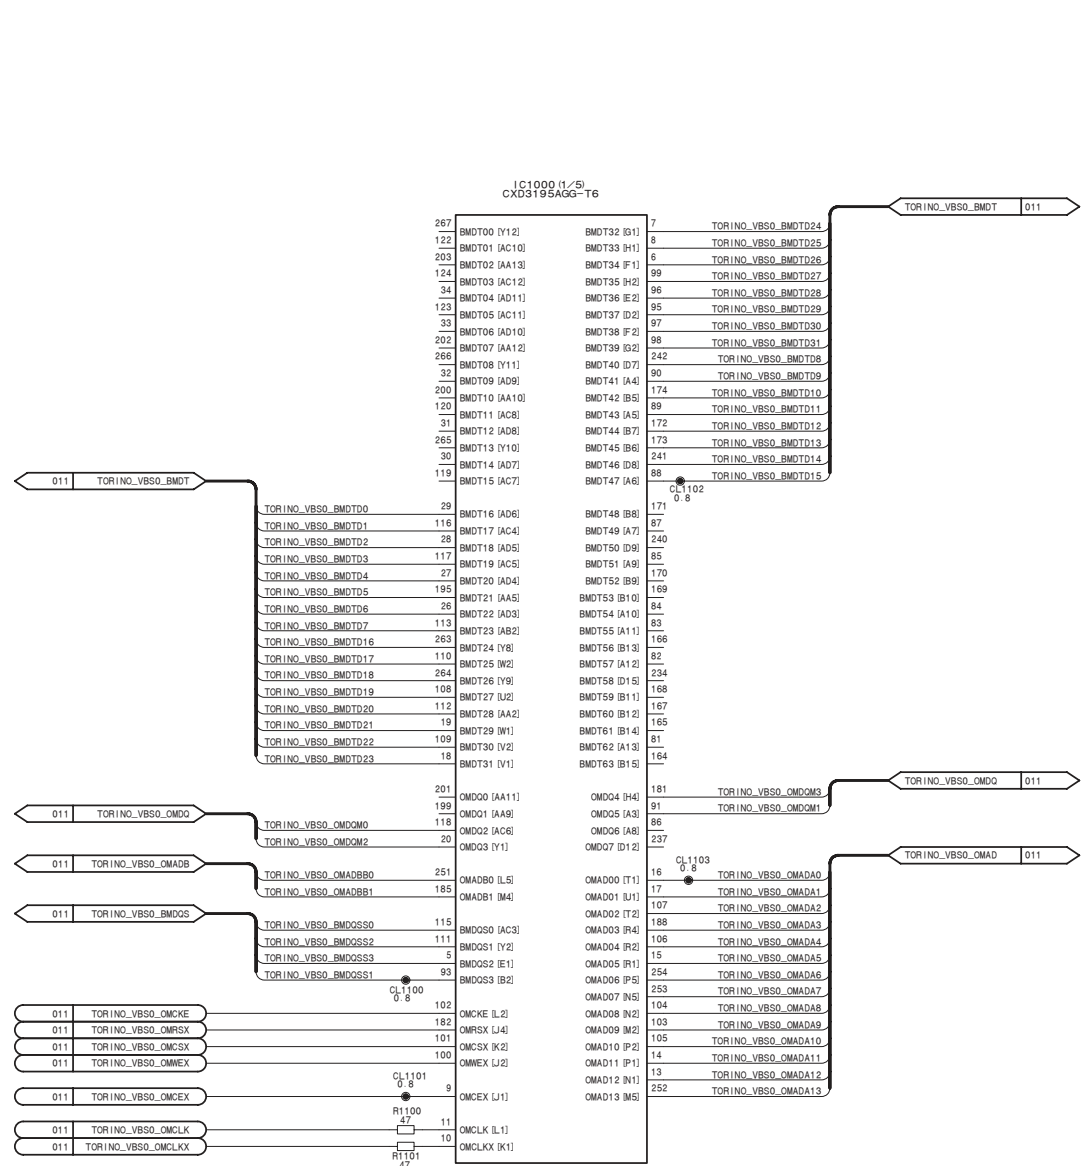 IC1000 (1/5)
CXD3195AGG-T6
TORINO_VBS0_BMDT 011
267 BMDT00 [Y12] BMDT32 [G1] 7 TORINO_VBS0_BMDTD24
122 BMDT01 [AC10] BMDT33 [H1] 8 TORINO_VBS0_BMDTD25
203 BMDT02 [AA13] BMDT34 [F1] 6 TORINO_VBS0_BMDTD26
124 BMDT03 [AC12] BMDT35 [H2] 99 TORINO_VBS0_BMDTD27
34 BMDT04 [AD11] BMDT36 [E2] 96 TORINO_VBS0_BMDTD28
123 BMDT05 [AC11] BMDT37 [D2] 95 TORINO_VBS0_BMDTD29
33 BMDT06 [AD10] BMDT38 [F2] 97 TORINO_VBS0_BMDTD30
202 BMDT07 [AA12] BMDT39 [G2] 98 TORINO_VBS0_BMDTD31
266 BMDT08 [Y11] BMDT40 [D7] 242 TORINO_VBS0_BMDTD8
32 BMDT09 [AD9] BMDT41 [A4] 90 TORINO_VBS0_BMDTD9
200 BMDT10 [AA10] BMDT42 [B5] 174 TORINO_VBS0_BMDTD10
120 BMDT11 [AC8] BMDT43 [A5] 89 TORINO_VBS0_BMDTD11
31 BMDT12 [AD8] BMDT44 [B7] 172 TORINO_VBS0_BMDTD12
265 BMDT13 [Y10] BMDT45 [B6] 173 TORINO_VBS0_BMDTD13
30 BMDT14 [AD7] BMDT46 [D8] 241 TORINO_VBS0_BMDTD14
011 TORINO_VBS0_BMDT 119 BMDT15 [AC7] BMDT47 [A6] 88 TORINO_VBS0_BMDTD15
CL1102
0.8
TORINO_VBS0_BMDTD0 29 BMDT16 [AD6] BMDT48 [B8] 171
TORINO_VBS0_BMDTD1 116 BMDT17 [AC4] BMDT49 [A7] 87
TORINO_VBS0_BMDTD2 28 BMDT18 [AD5] BMDT50 [D9] 240
TORINO_VBS0_BMDTD3 117 BMDT19 [AC5] BMDT51 [A9] 85
TORINO_VBS0_BMDTD4 27 BMDT20 [AD4] BMDT52 [B9] 170
TORINO_VBS0_BMDTD5 195 BMDT21 [AA5] BMDT53 [B10] 169
TORINO_VBS0_BMDTD6 26 BMDT22 [AD3] BMDT54 [A10] 84
TORINO_VBS0_BMDTD7 113 BMDT23 [AB2] BMDT55 [A11] 83
TORINO_VBS0_BMDTD16 263 BMDT24 [Y8] BMDT56 [B13] 166
TORINO_VBS0_BMDTD17 110 BMDT25 [W2] BMDT57 [A12] 82
TORINO_VBS0_BMDTD18 264 BMDT26 [Y9] BMDT58 [D15] 234
TORINO_VBS0_BMDTD19 108 BMDT27 [U2] BMDT59 [B11] 168
TORINO_VBS0_BMDTD20 112 BMDT28 [AA2] BMDT60 [B12] 167
TORINO_VBS0_BMDTD21 19 BMDT29 [W1] BMDT61 [B14] 165
TORINO_VBS0_BMDTD22 109 BMDT30 [V2] BMDT62 [A13] 81
TORINO_VBS0_BMDTD23 18 BMDT31 [V1] BMDT63 [B15] 164
TORINO_VBS0_OMDQ 011
201 OMDQ0 [AA11] OMDQ4 [H4] 181 TORINO_VBS0_OMDQM3
011 TORINO_VBS0_OMDQ 199 OMDQ1 [AA9] OMDQ5 [A3] 91 TORINO_VBS0_OMDQM1
TORINO_VBS0_OMDQM0 118 OMDQ2 [AC6] OMDQ6 [A8] 86
TORINO_VBS0_OMDQM2 20 OMDQ3 [Y1] OMDQ7 [D12] 237
011 TORINO_VBS0_OMADB CL1103 TORINO_VBS0_OMAD 011
0.8
TORINO_VBS0_OMADBB0 251 OMADB0 [L5] OMAD00 [T1] 16 TORINO_VBS0_OMADA0
TORINO_VBS0_OMADBB1 185 OMADB1 [M4] OMAD01 [U1] 17 TORINO_VBS0_OMADA1
011 TORINO_VBS0_BMDQS OMAD02 [T2] 107 TORINO_VBS0_OMADA2
TORINO_VBS0_BMDQSS0 115 BMDQS0 [AC3] OMAD03 [R4] 188 TORINO_VBS0_OMADA3
TORINO_VBS0_BMDQSS2 111 BMDQS1 [Y2] OMAD04 [R2] 106 TORINO_VBS0_OMADA4
TORINO_VBS0_BMDQSS3 5 BMDQS2 [E1] OMAD05 [R1] 15 TORINO_VBS0_OMADA5
TORINO_VBS0_BMDQSS1 93 BMDQS3 [B2] OMAD06 [P5] 254 TORINO_VBS0_OMADA6
CL1100
0.8
OMAD07 [N5] 253 TORINO_VBS0_OMADA7
011 TORINO_VBS0_OMCKE 102 OMCKE [L2] OMAD08 [N2] 104 TORINO_VBS0_OMADA8
011 TORINO_VBS0_OMRSX 182 OMRSX [J4] OMAD09 [M2] 103 TORINO_VBS0_OMADA9
011 TORINO_VBS0_OMCSX 101 OMCSX [K2] OMAD10 [P2] 105 TORINO_VBS0_OMADA10
011 TORINO_VBS0_OMWEX 100 OMWEX [J2] OMAD11 [P1] 14 TORINO_VBS0_OMADA11
CL1101
0.8
OMAD12 [N1] 13 TORINO_VBS0_OMADA12
011 TORINO_VBS0_OMCEX 9 OMCEX [J1] OMAD13 [M5] 252 TORINO_VBS0_OMADA13
R1100
47
011 TORINO_VBS0_OMCLK 11 OMCLK [L1]
011 TORINO_VBS0_OMCLKX 10 OMCLKX [K1]
R1101
47